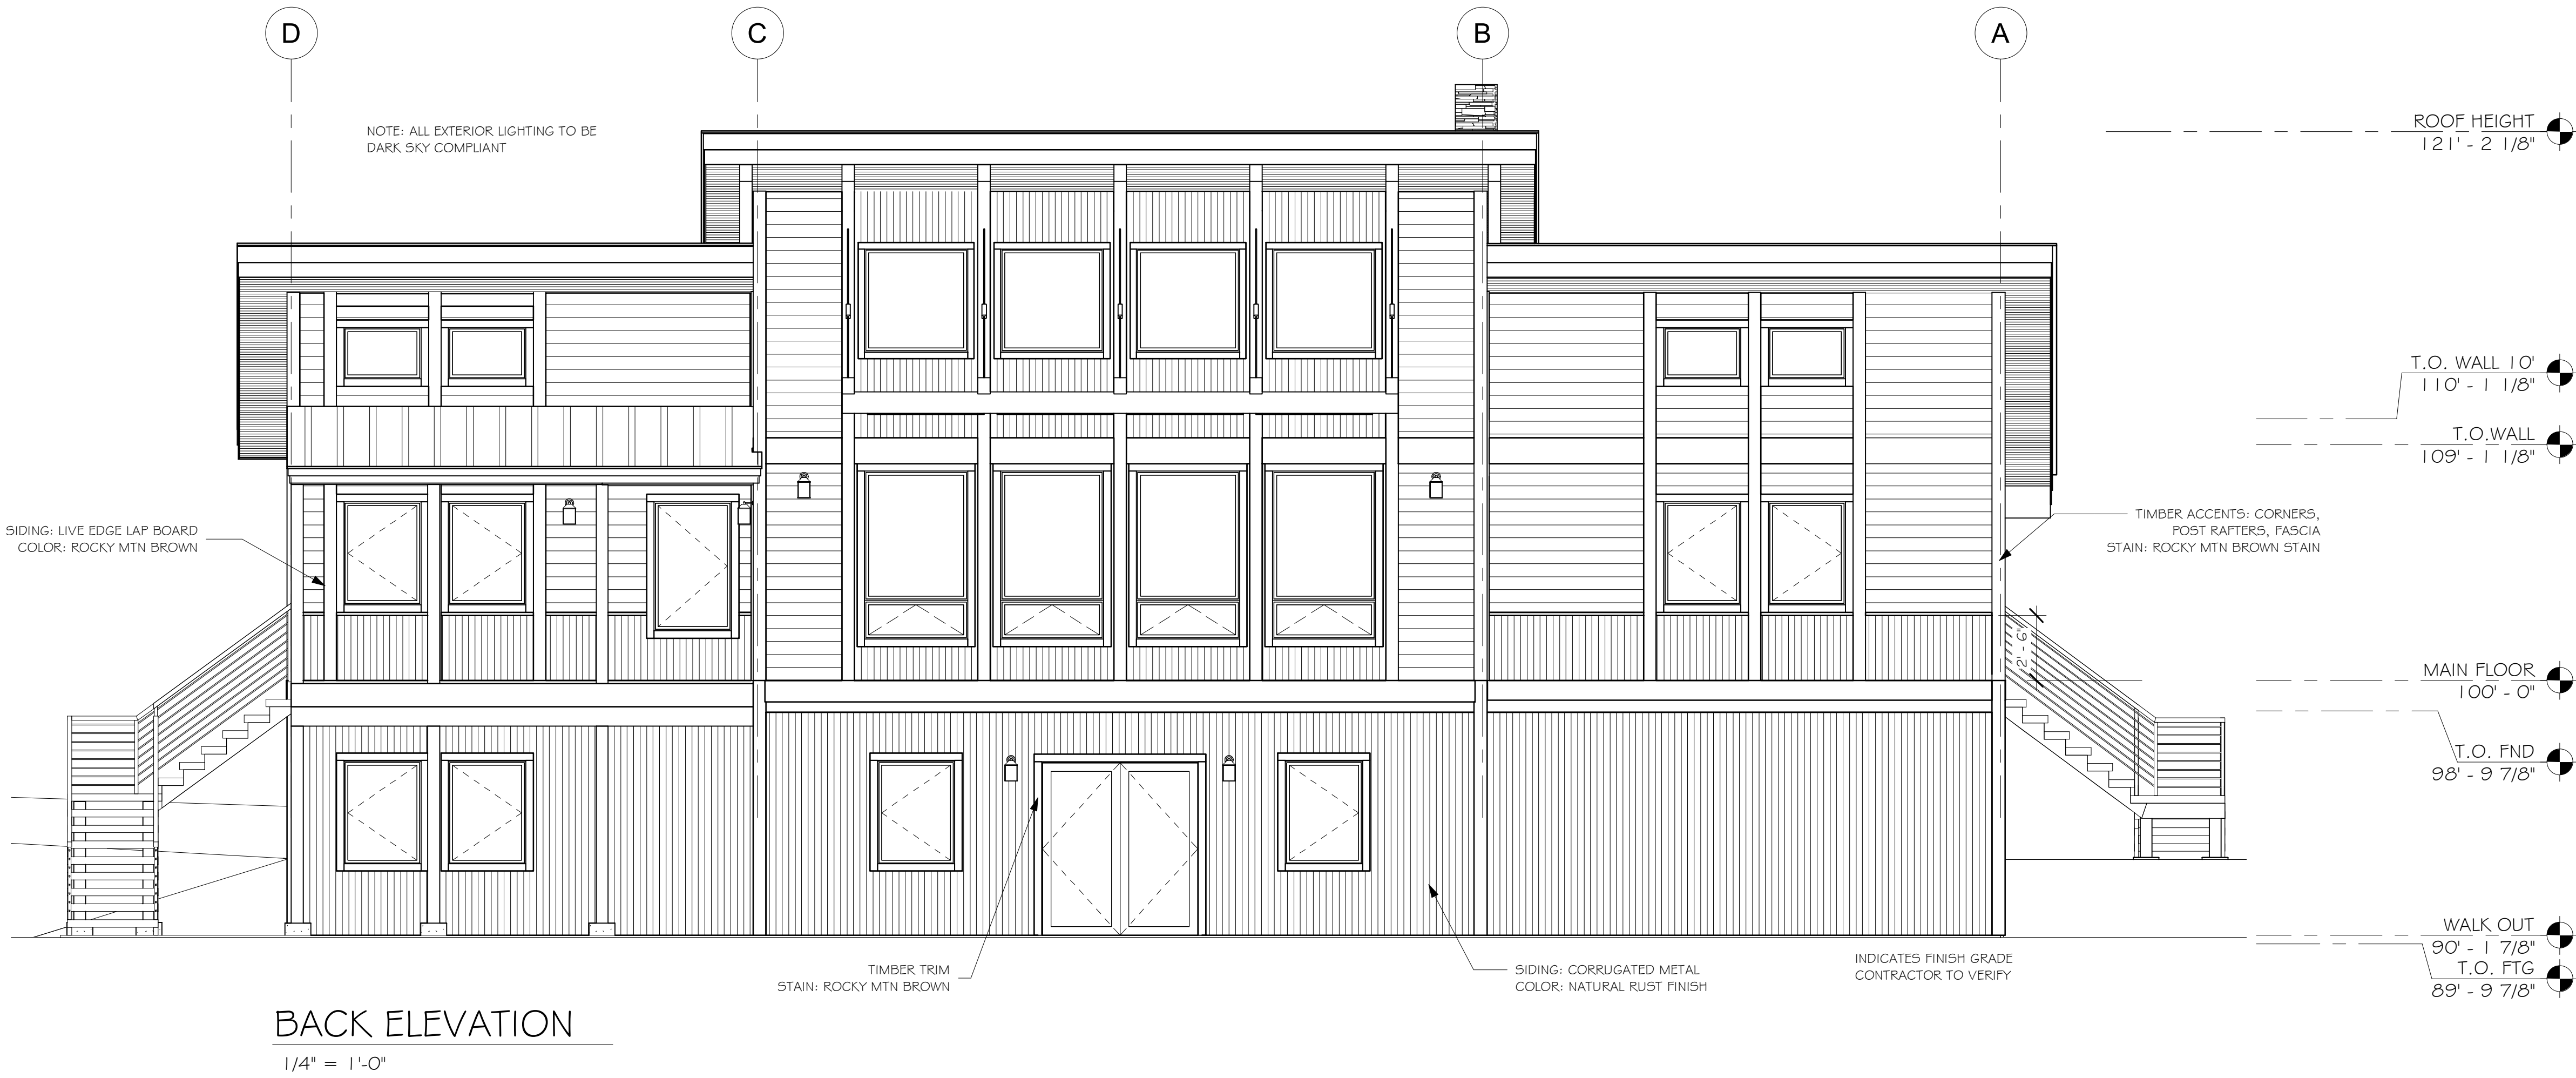 D
C
B
A
NOTE: ALL EXTERIOR LIGHTING TO BE
DARK SKY COMPLIANT
ROOF HEIGHT
121' - 2 1/8"
T.O. WALL 10'
110' - 1 1/8"
T.O.WALL
109' - 1 1/8"
SIDING: LIVE EDGE LAP BOARD
COLOR: ROCKY MTN BROWN
TIMBER ACCENTS: CORNERS,
POST RAFTERS, FASCIA
STAIN: ROCKY MTN BROWN STAIN
2' - 6"
MAIN FLOOR
100' - 0"
T.O. FND
98' - 9 7/8"
WALK OUT
90' - 1 7/8"
T.O. FTG
89' - 9 7/8"
TIMBER TRIM
STAIN: ROCKY MTN BROWN
SIDING: CORRUGATED METAL
COLOR: NATURAL RUST FINISH
INDICATES FINISH GRADE
CONTRACTOR TO VERIFY
BACK ELEVATION
1/4" = 1'-0"